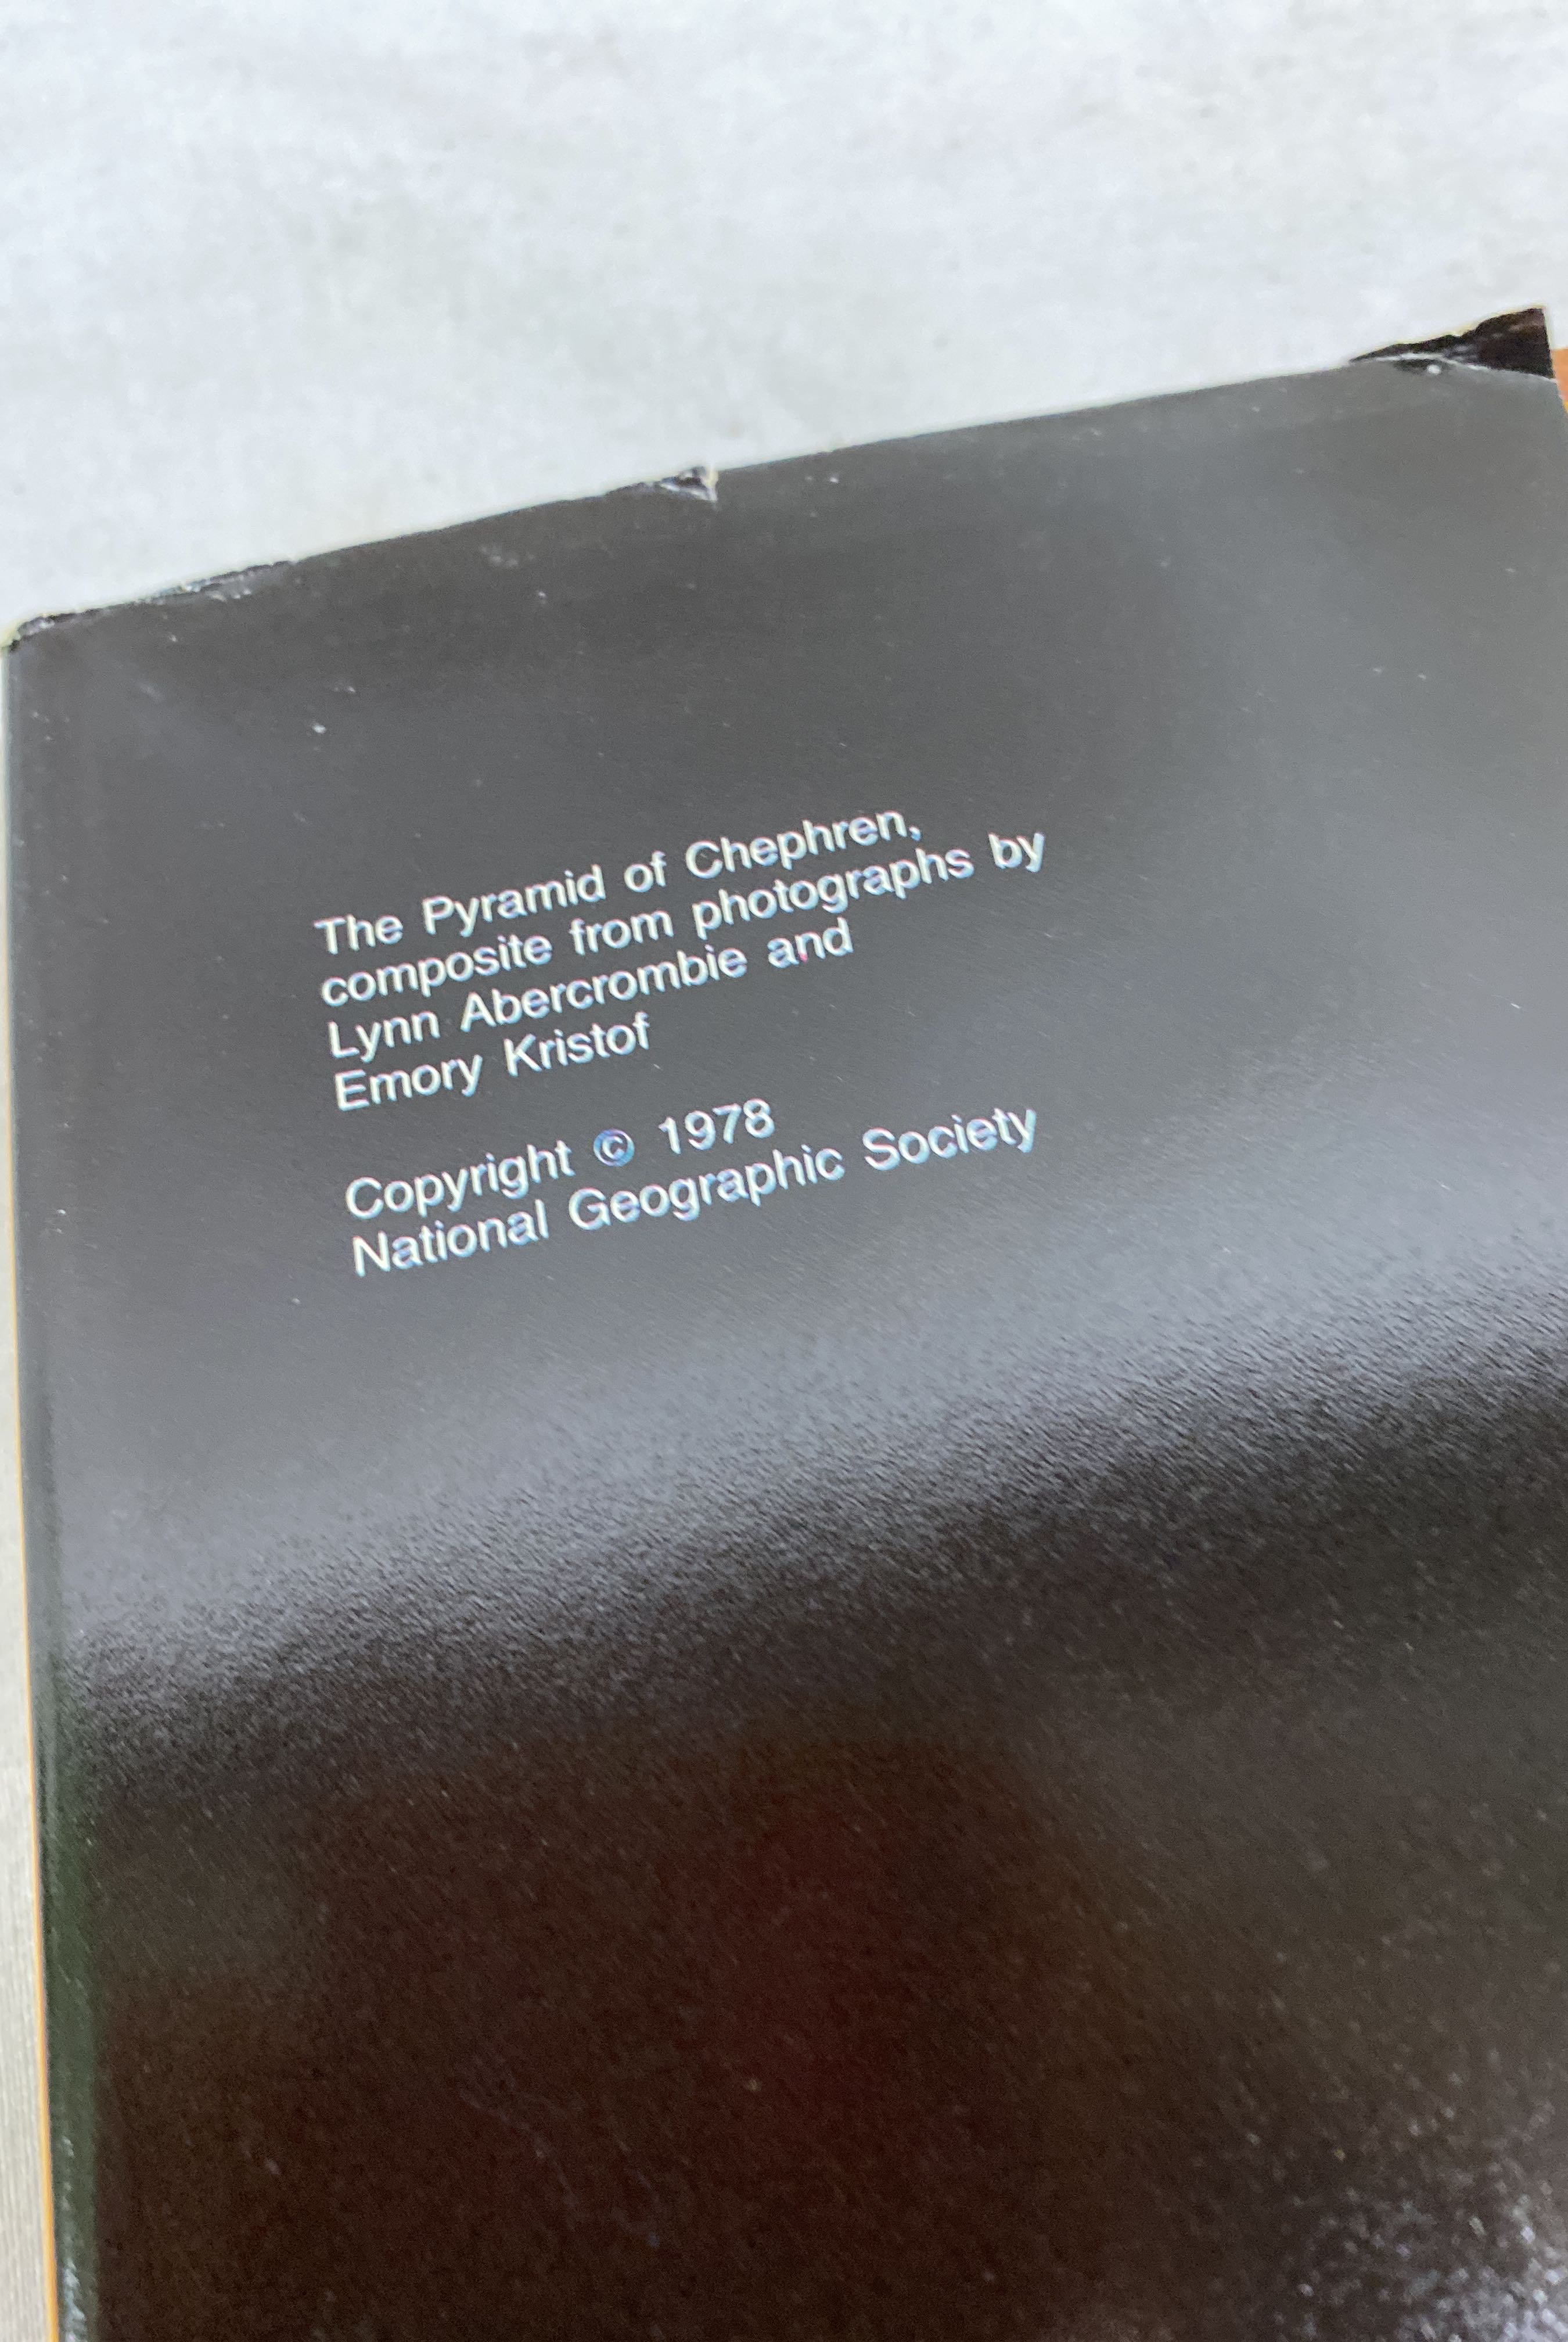 The Pyramid of Chephren,
composite from photographs by
Lynn Abercrombie and
Emory Kristof
Copyright © 1978
National Geographic Society